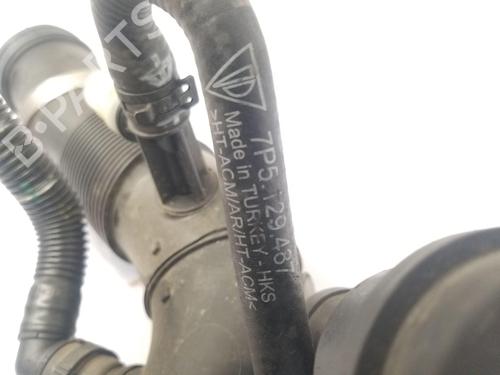 7P5.129.487
Made in TURKEY - HKS
>HT-ACM/AR/HT-ACM<
B-PARTS